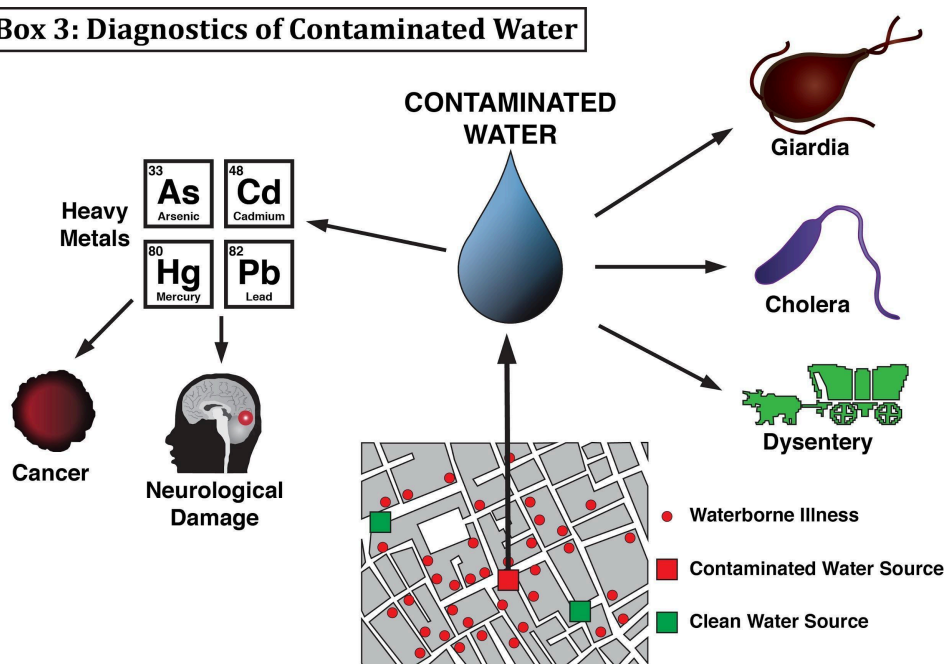 Box 3: Diagnostics of Contaminated Water
CONTAMINATED
WATER
Giardia
Cholera
Dysentery
Heavy
Metals
33
As
Arsenic
48
Cd
Cadmium
80
Hg
Mercury
82
Pb
Lead
Cancer
Neurological
Damage
Waterborne Illness
Contaminated Water Source
Clean Water Source